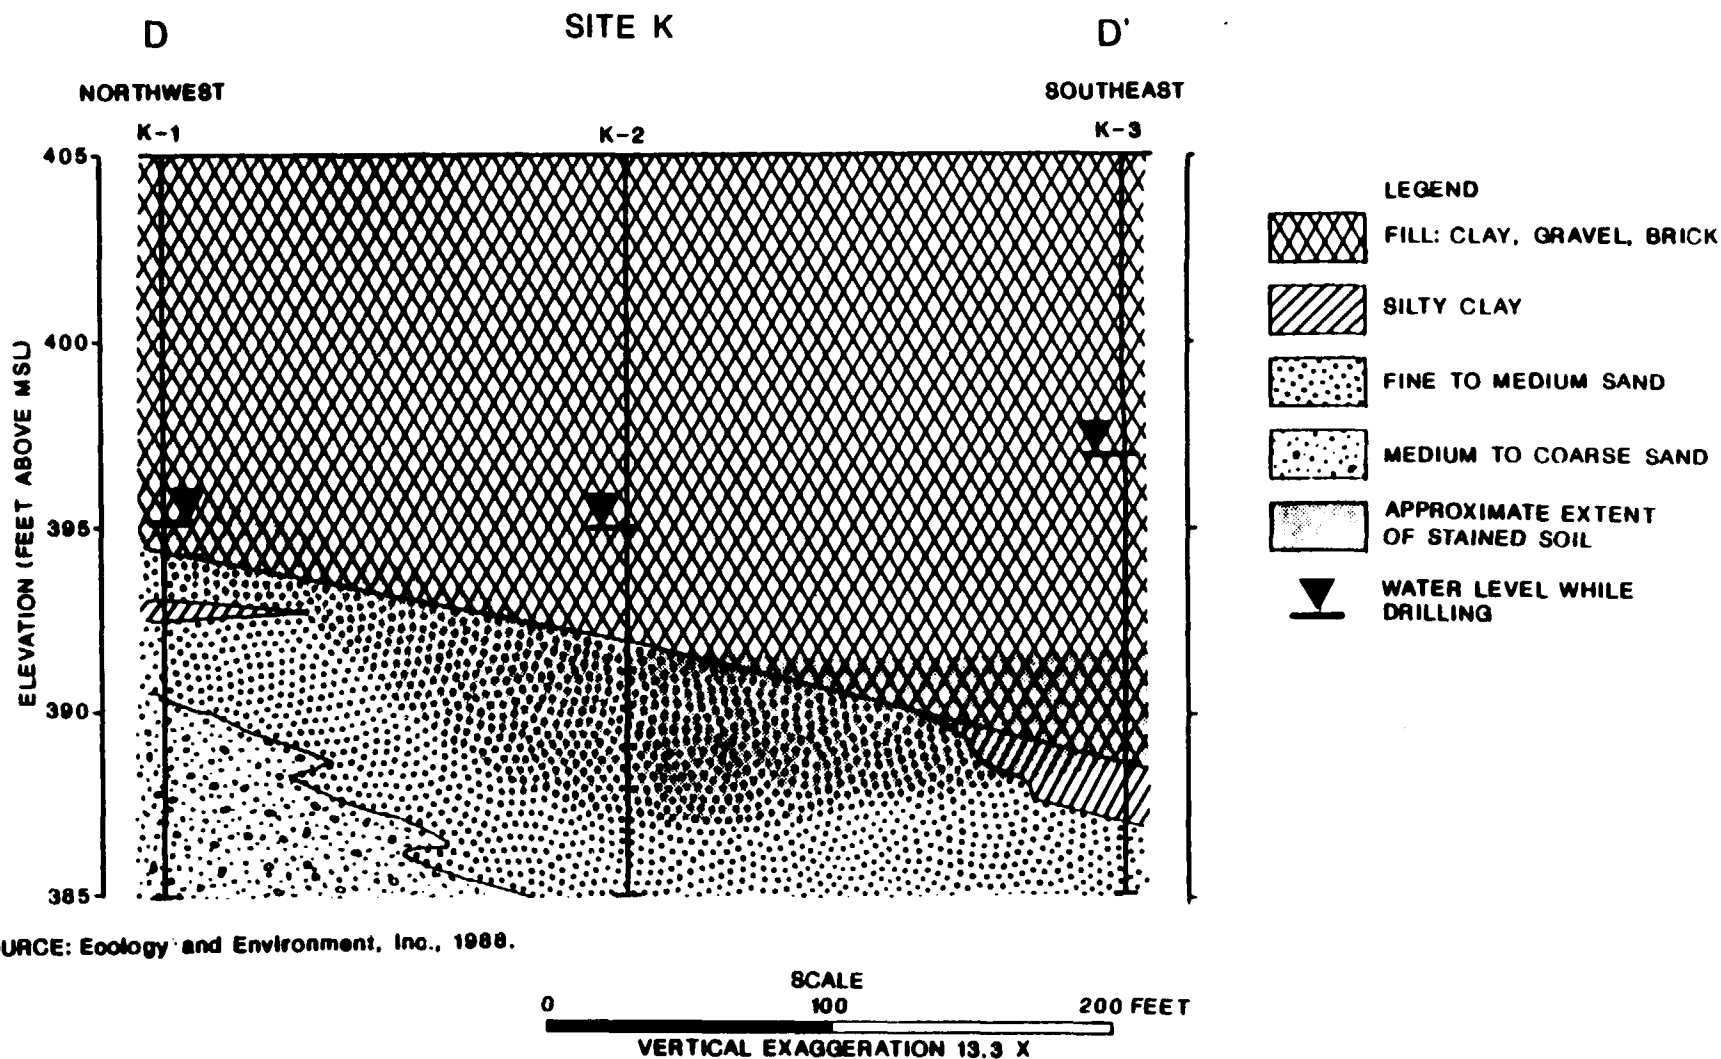 D
SITE K
D'
NORTHWEST
SOUTHEAST
K-1
K-2
K-3
405
400
395
390
385
ELEVATION (FEET ABOVE MSL)
LEGEND
FILL: CLAY, GRAVEL, BRICK
SILTY CLAY
FINE TO MEDIUM SAND
MEDIUM TO COARSE SAND
APPROXIMATE EXTENT
OF STAINED SOIL
WATER LEVEL WHILE
DRILLING
OURCE: Ecology and Environment, Inc., 1988.
SCALE
0 100 200 FEET
VERTICAL EXAGGERATION 13.3 X